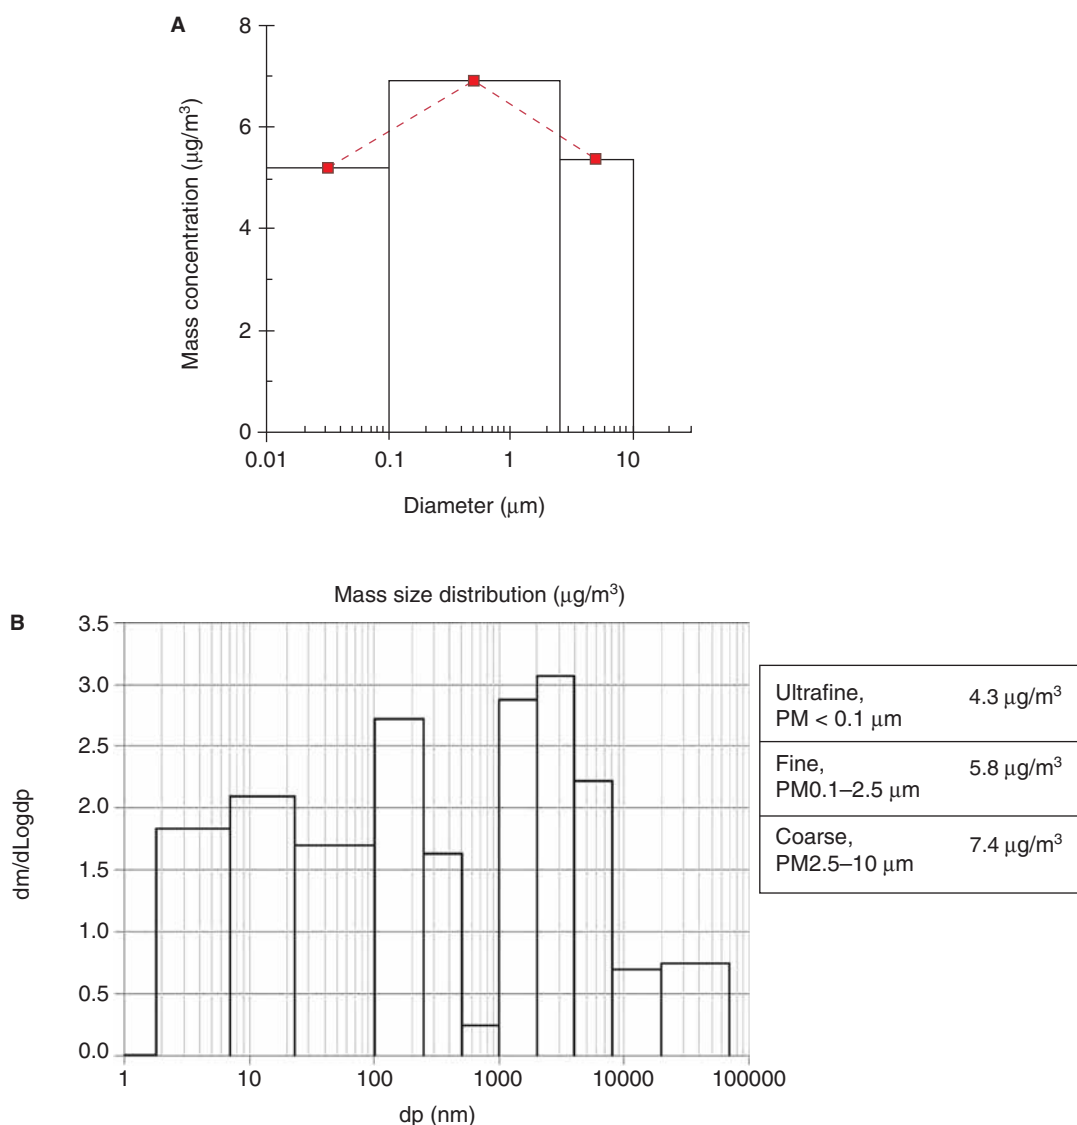 A
8
6
4
2
0
Mass concentration (μg/m³)
0.01 0.1 1 10
Diameter (μm)
Mass size distribution (μg/m³)
B
3.5
3.0
2.5
2.0
1.5
1.0
0.5
0.0
dm/dLogdp
1 10 100 1000 10000 100000
dp (nm)
Ultrafine, 4.3 μg/m³
PM < 0.1 μm
Fine, 5.8 μg/m³
PM0.1–2.5 μm
Coarse, 7.4 μg/m³
PM2.5–10 μm